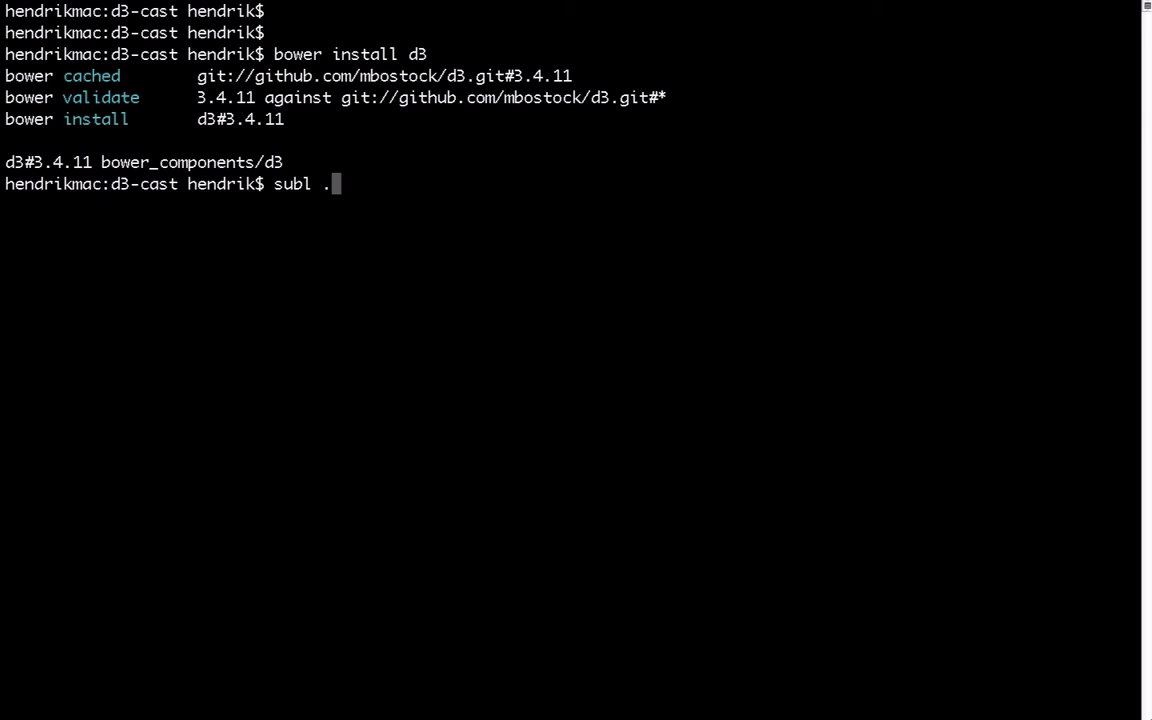 hendrikmac:d3-cast hendrik$
hendrikmac:d3-cast hendrik$
hendrikmac:d3-cast hendrik$ bower install d3
bower cached        git://github.com/mbostock/d3.git#3.4.11
bower validate      3.4.11 against git://github.com/mbostock/d3.git#*
bower install       d3#3.4.11
d3#3.4.11 bower_components/d3
hendrikmac:d3-cast hendrik$ subl .